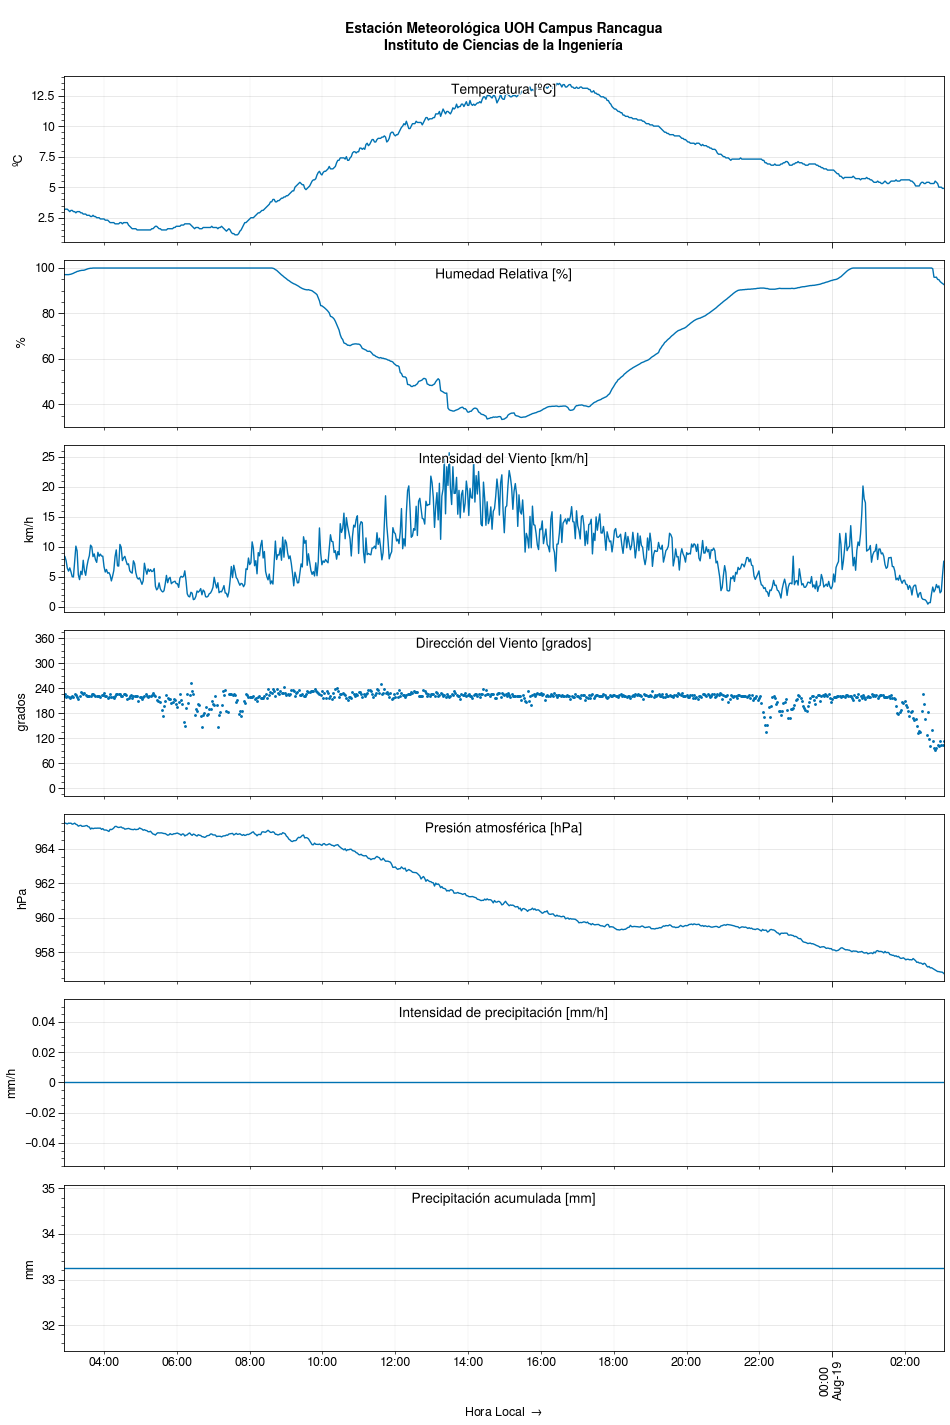 Estación Meteorológica UOH Campus Rancagua
Instituto de Ciencias de la Ingeniería
Temperatura [ºC]
ºC
12.5
10
7.5
5
2.5
Humedad Relativa [%]
%
100
80
60
40
Intensidad del Viento [km/h]
km/h
25
20
15
10
5
0
Dirección del Viento [grados]
grados
360
300
240
180
120
60
0
Presión atmosférica [hPa]
hPa
964
962
960
958
Intensidad de precipitación [mm/h]
mm/h
0.04
0.02
0
−0.02
−0.04
Precipitación acumulada [mm]
mm
35
34
33
32
04:00 06:00 08:00 10:00 12:00 14:00 16:00 18:00 20:00 22:00 00:00 02:00
Aug-19
Hora Local →